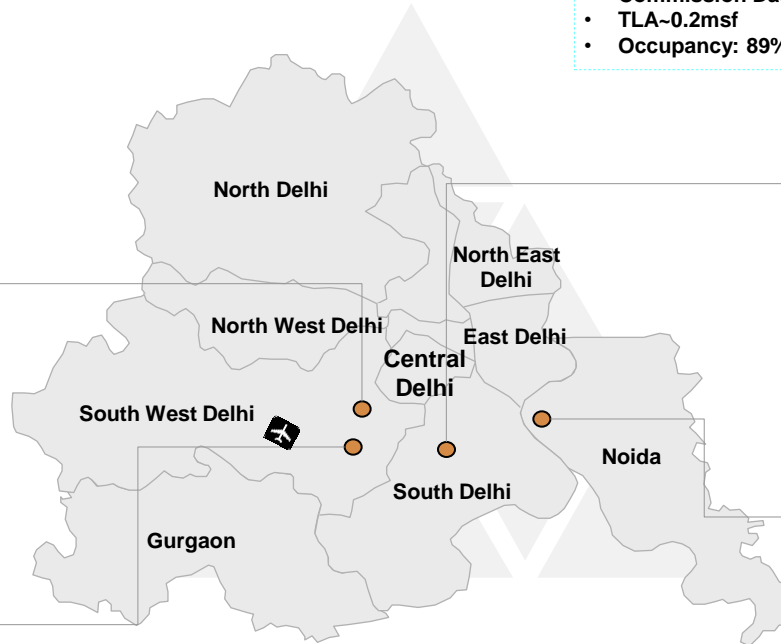 • TLA~0.2msf
• Occupancy: 89%
North Delhi
North East
Delhi
North West Delhi
East Delhi
Central
Delhi
South West Delhi
Noida
South Delhi
Gurgaon